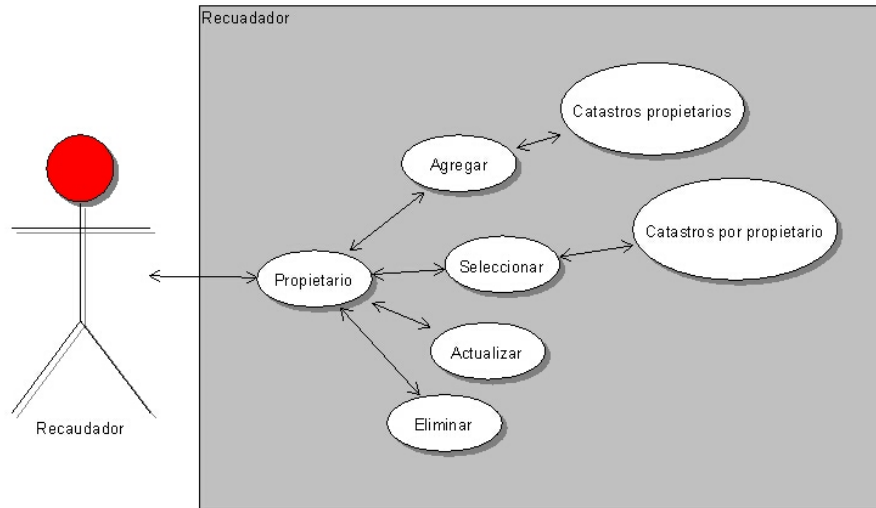 Recuadador
Catastros propietarios
Agregar
Catastros por propietario
Propietario
Seleccionar
Actualizar
Eliminar
Recaudador